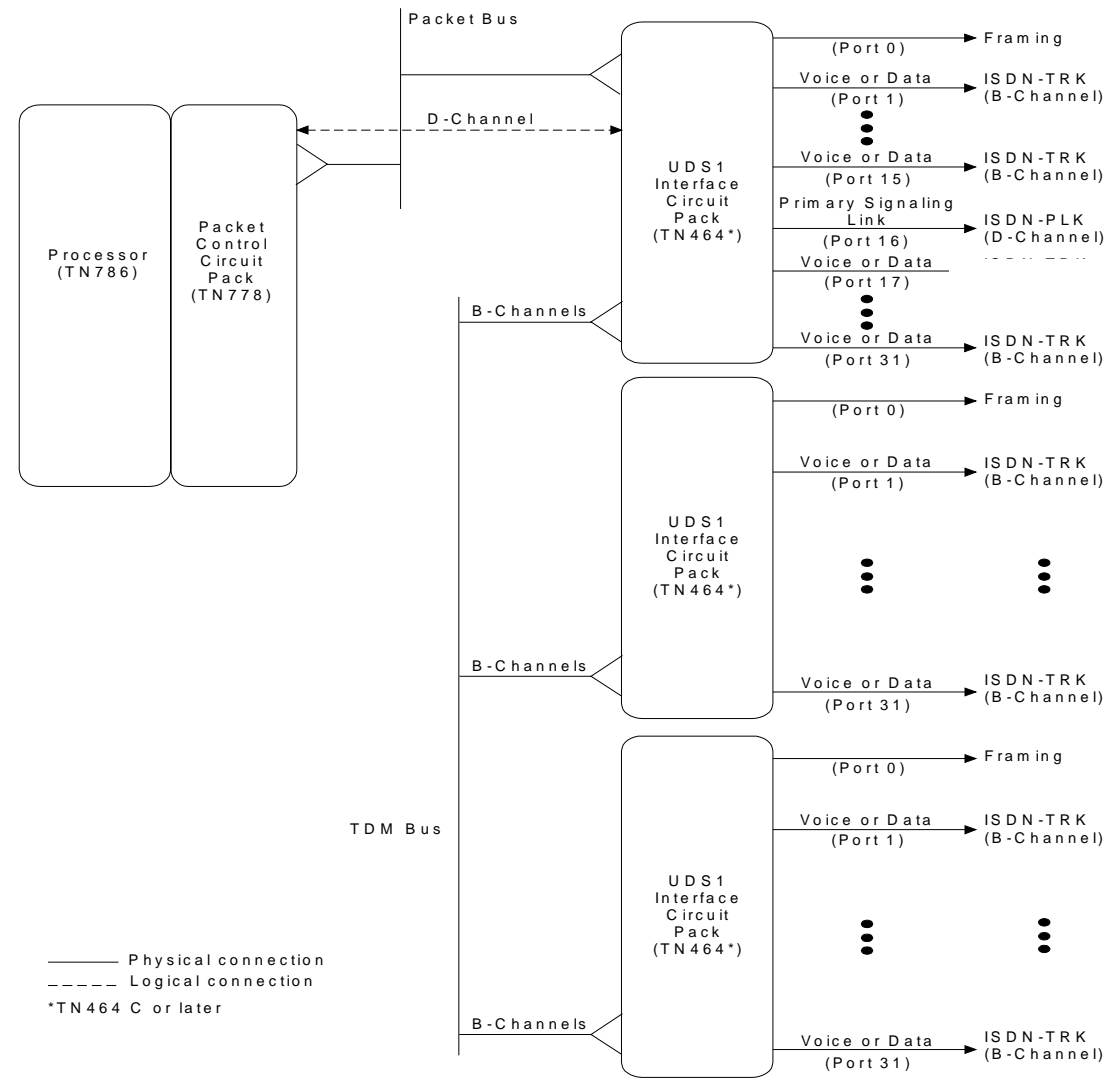 Packet Bus
D-Channel
Processor
(TN786)
Packet
Control
Circuit
Pack
(TN778)
UDS1
Interface
Circuit
Pack
(TN464*)
(Port 0)
Framing
Voice or Data
(Port 1)
ISDN-TRK
(B-Channel)
Voice or Data
(Port 15)
ISDN-TRK
(B-Channel)
Primary Signaling
Link
(Port 16)
ISDN-PLK
(D-Channel)
Voice or Data
(Port 17)
Voice or Data
(Port 31)
ISDN-TRK
(B-Channel)
B-Channels
UDS1
Interface
Circuit
Pack
(TN464*)
(Port 0)
Framing
Voice or Data
(Port 1)
ISDN-TRK
(B-Channel)
B-Channels
Voice or Data
(Port 31)
ISDN-TRK
(B-Channel)
TDM Bus
UDS1
Interface
Circuit
Pack
(TN464*)
(Port 0)
Framing
Voice or Data
(Port 1)
ISDN-TRK
(B-Channel)
B-Channels
Voice or Data
(Port 31)
ISDN-TRK
(B-Channel)
Physical connection
Logical connection
*TN464 C or later